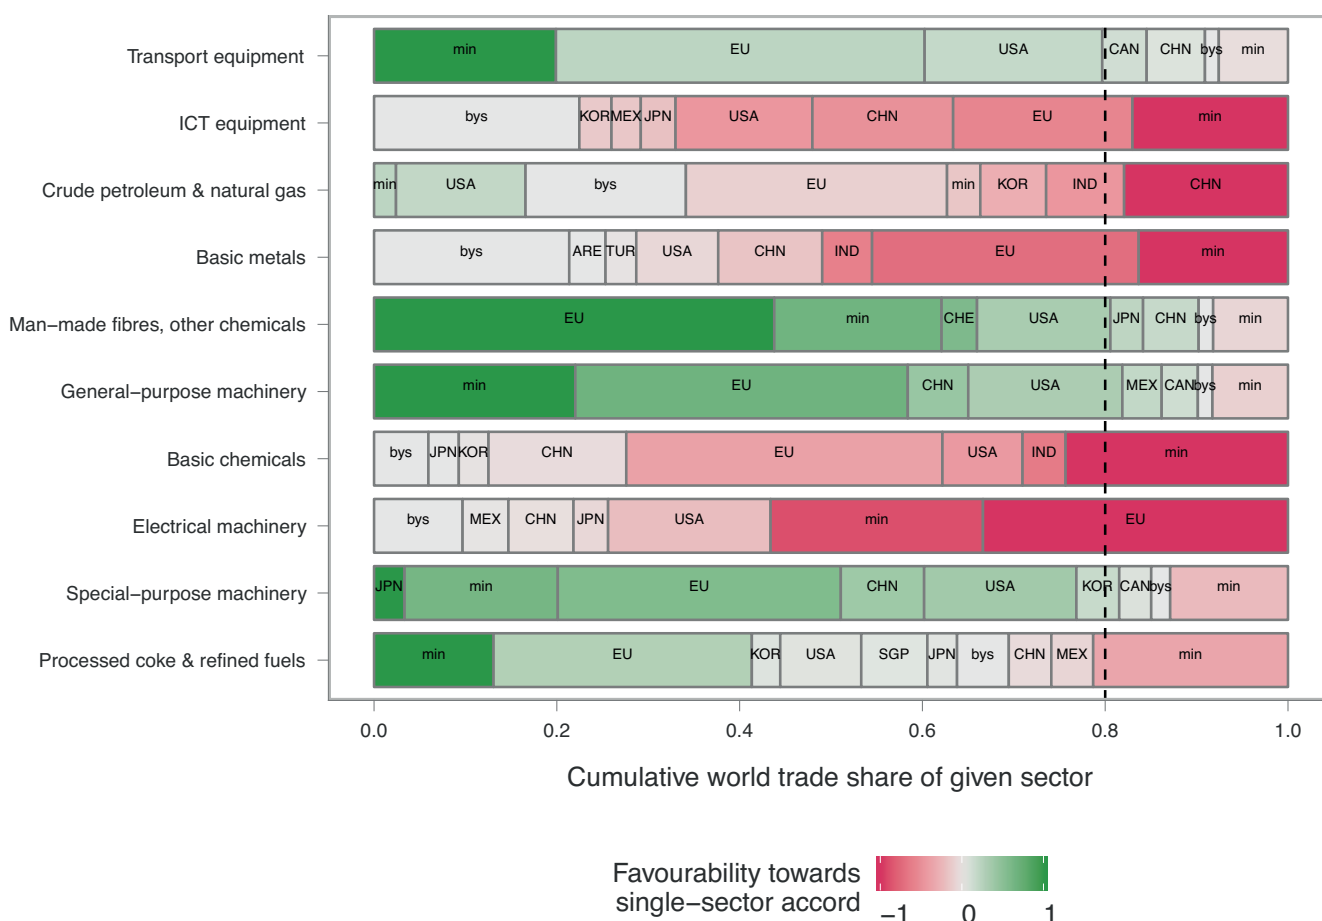 Transport equipment
min EU USA CAN CHN bys min
ICT equipment
bys KOR MEX JPN USA CHN EU min
Crude petroleum & natural gas
min USA bys EU min KOR IND CHN
Basic metals
bys ARE TUR USA CHN IND EU min
Man−made fibres, other chemicals
EU min CHE USA JPN CHN bys min
General−purpose machinery
min EU CHN USA MEX CAN bys min
Basic chemicals
bys JPN KOR CHN EU USA IND min
Electrical machinery
bys MEX CHN JPN USA min EU
Special−purpose machinery
JPN min EU CHN USA KOR CAN bys min
Processed coke & refined fuels
min EU KOR USA SGP JPN bys CHN MEX min
0.0 0.2 0.4 0.6 0.8 1.0
Cumulative world trade share of given sector
Favourability towards
single−sector accord
−1 0 1